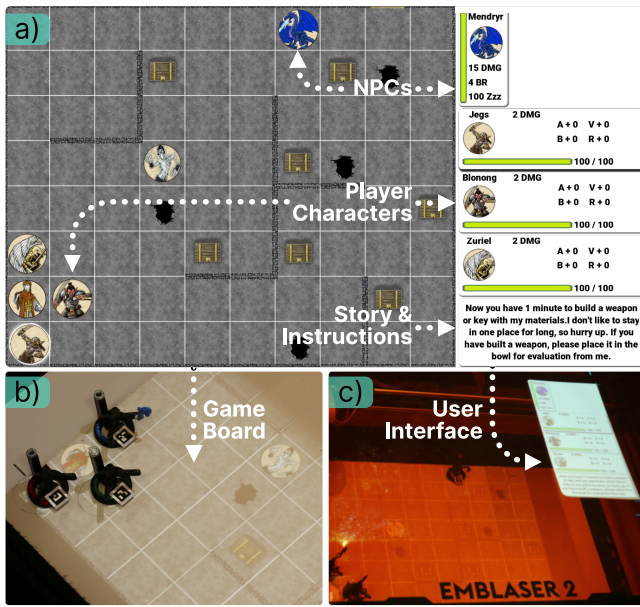 a)
NPCs
Player
Characters
Story &
Instructions
Mendryr
15 DMG
4 BR
100 Zzz
Jegs 2 DMG
A + 0 V + 0
B + 0 R + 0
100 / 100
Blonong 2 DMG
A + 0 V + 0
B + 0 R + 0
100 / 100
Zuriel 2 DMG
A + 0 V + 0
B + 0 R + 0
100 / 100
Now you have 1 minute to build a weapon
or key with my materials.I don't like to stay
in one place for long, so hurry up. If you
have built a weapon, please place it in the
bowl for evaluation from me.
b)
Game
Board
c)
User
Interface
EMBLASER 2